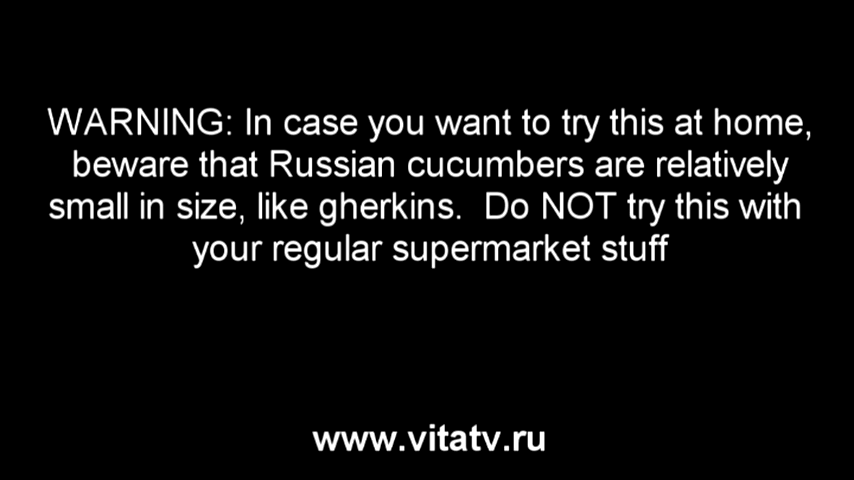 WARNING: In case you want to try this at home,
beware that Russian cucumbers are relatively
small in size, like gherkins.  Do NOT try this with
your regular supermarket stuff
www.vitatv.ru